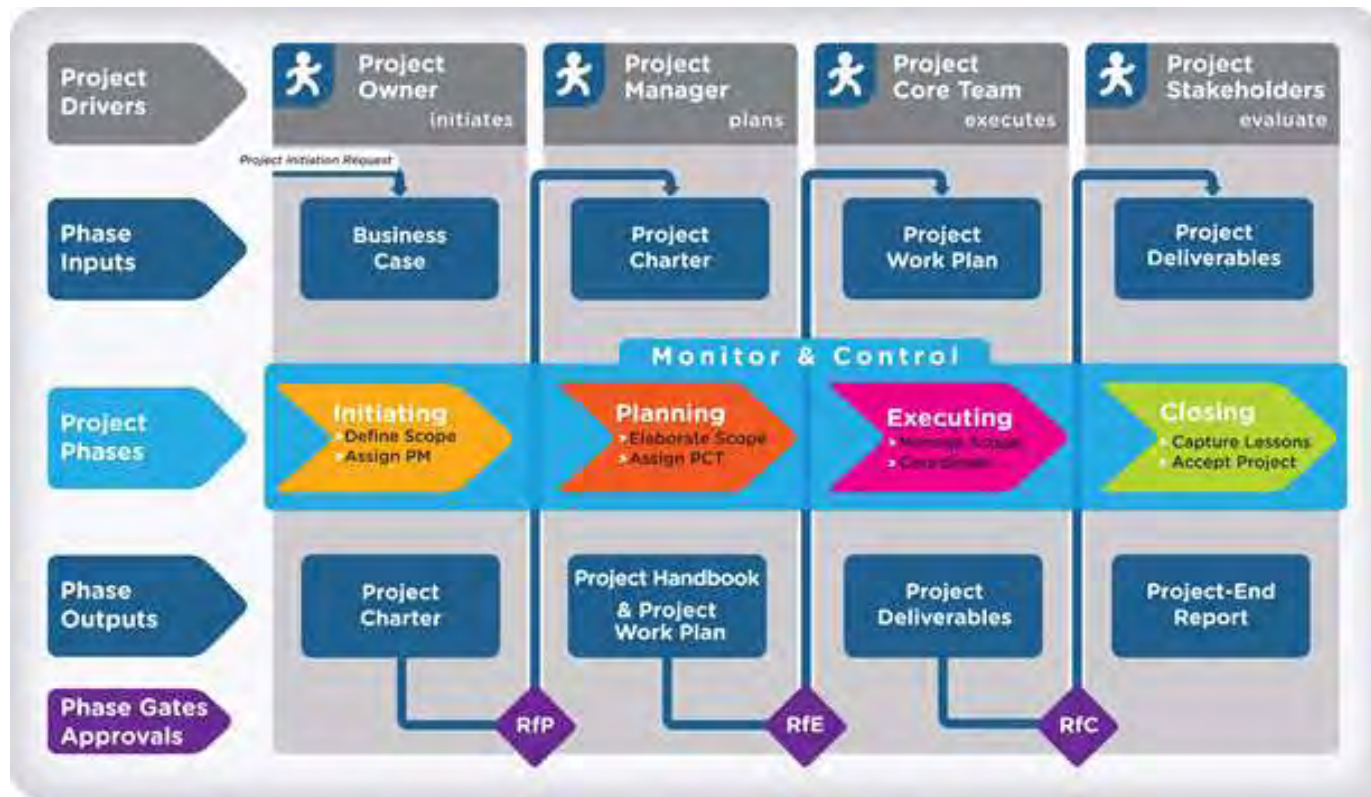 Project
Drivers
Project
Owner
initiates
Project
Manager
plans
Project
Core Team
executes
Project
Stakeholders
evaluate
Project Initiation Request
Phase
Inputs
Business
Case
Project
Charter
Project
Work Plan
Project
Deliverables
Monitor & Control
Project
Phases
Initiating
»Define Scope
»Assign PM
Planning
»Elaborate Scope
»Assign PCT
Executing
» Manage Scope
» Coordinate
Closing
» Capture Lessons
» Accept Project
Phase
Outputs
Project
Charter
Project Handbook
& Project
Work Plan
Project
Deliverables
Project-End
Report
Phase Gates
Approvals
RfP
RfE
RfC